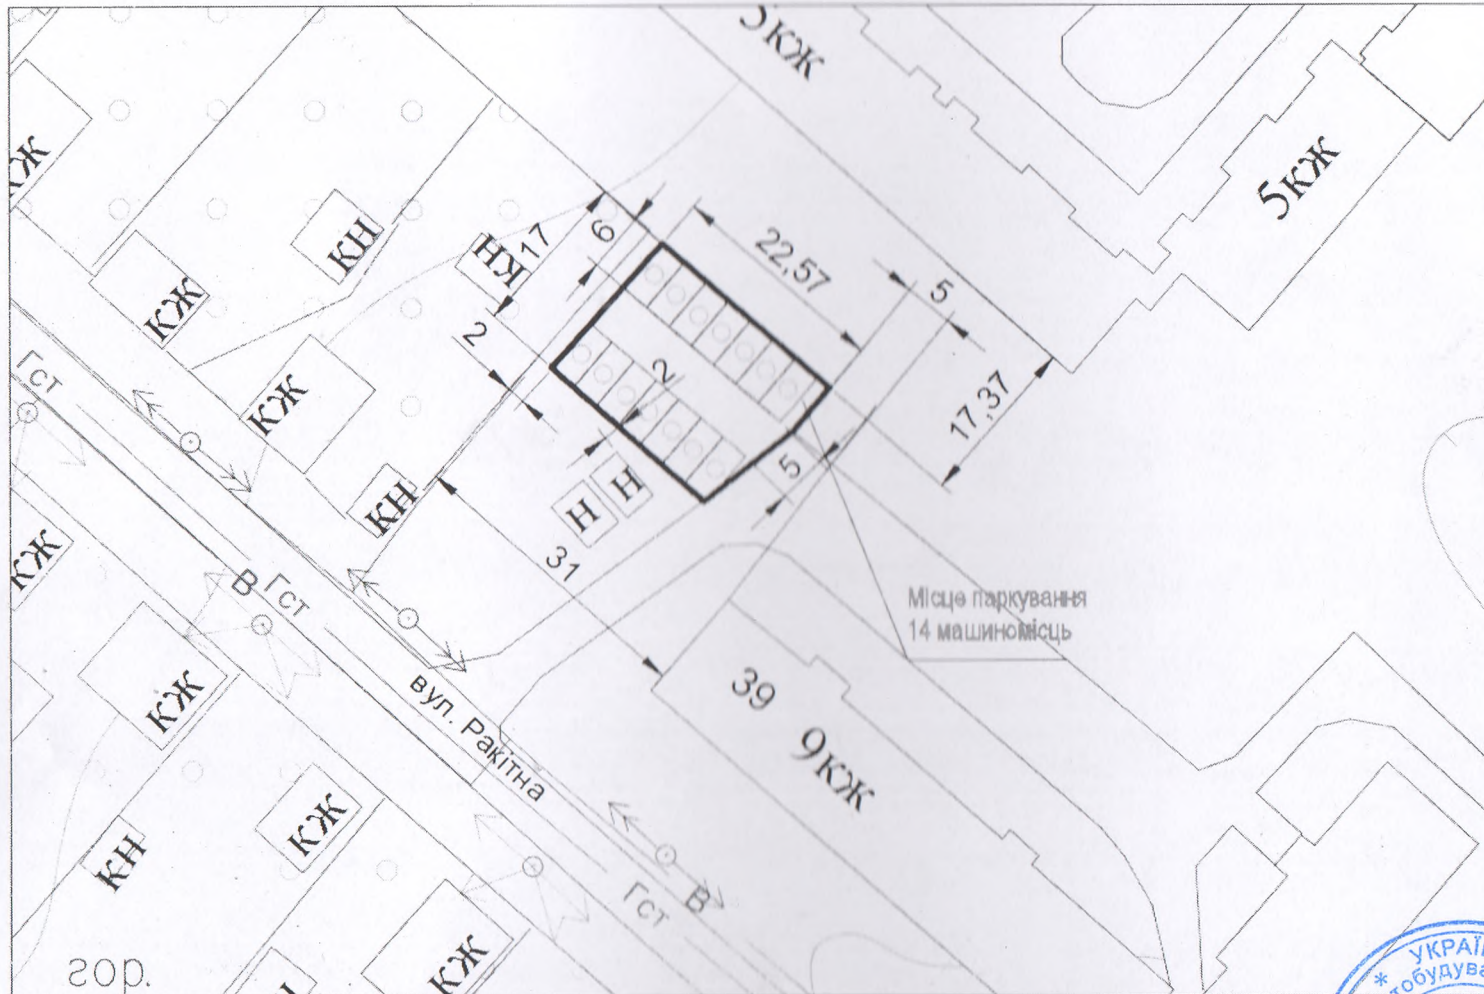 5КЖ
КЖ
5КЖ
КН
КН
17
6
22,57
5
КЖ
2
2
17,37
Гст
КЖ
5
КН
Н
Н
31
КЖ
В
Гст
Місце паркування
14 машиномісць
КЖ
вул. Ракітна
39
9КЖ
КН
КЖ
Гст
В
КЖ
гор.
Н
* УКРАЇ
тобудува